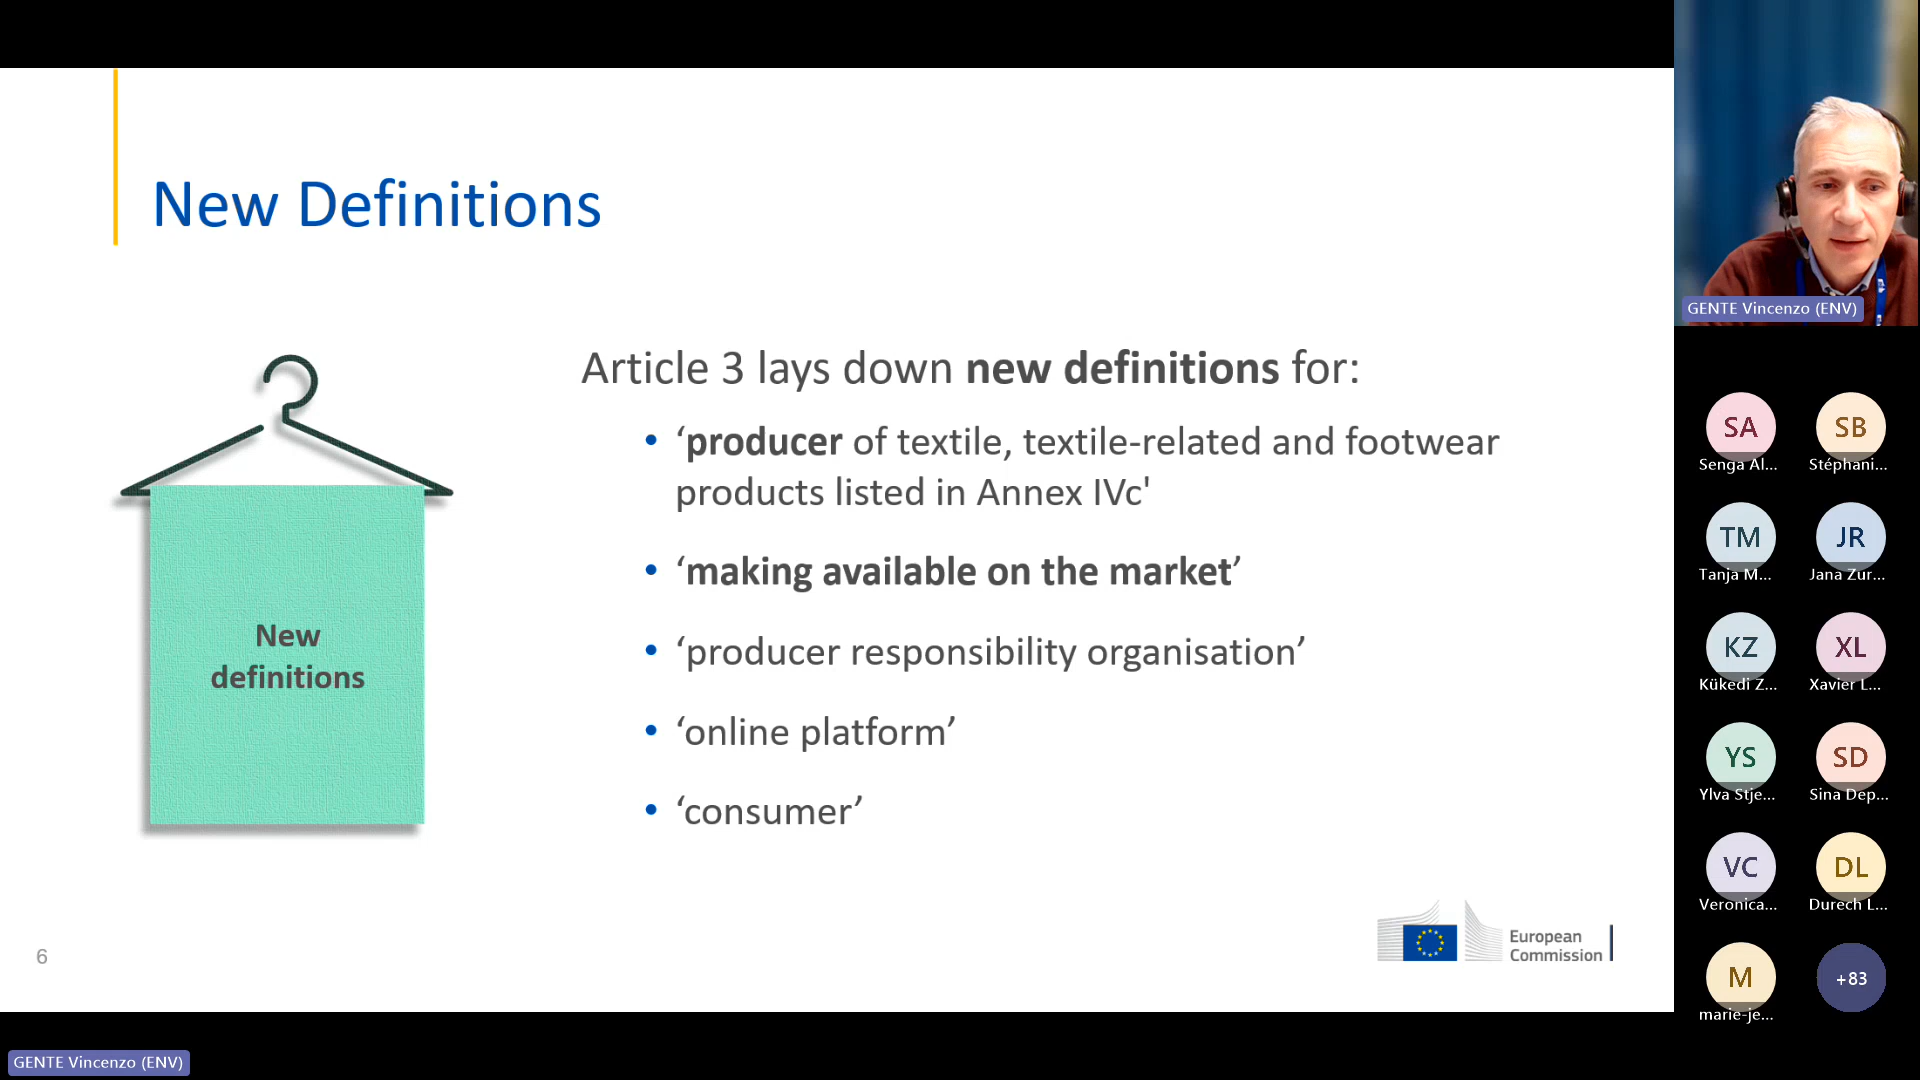 New Definitions
Article 3 lays down new definitions for:
• ‘producer of textile, textile-related and footwear
products listed in Annex IVc'
• ‘making available on the market’
• ‘producer responsibility organisation’
• ‘online platform’
• ‘consumer’
New
definitions
6
European
Commission
GENTE Vincenzo (ENV)
SA
Senga Al...
SB
Stéphani...
TM
Tanja M...
JR
Jana Zur...
KZ
Kükedi Z...
XL
Xavier L...
YS
Ylva Stje...
SD
Sina Dep...
VC
Veronica...
DL
Durech L...
M
marie-je...
+83
GENTE Vincenzo (ENV)